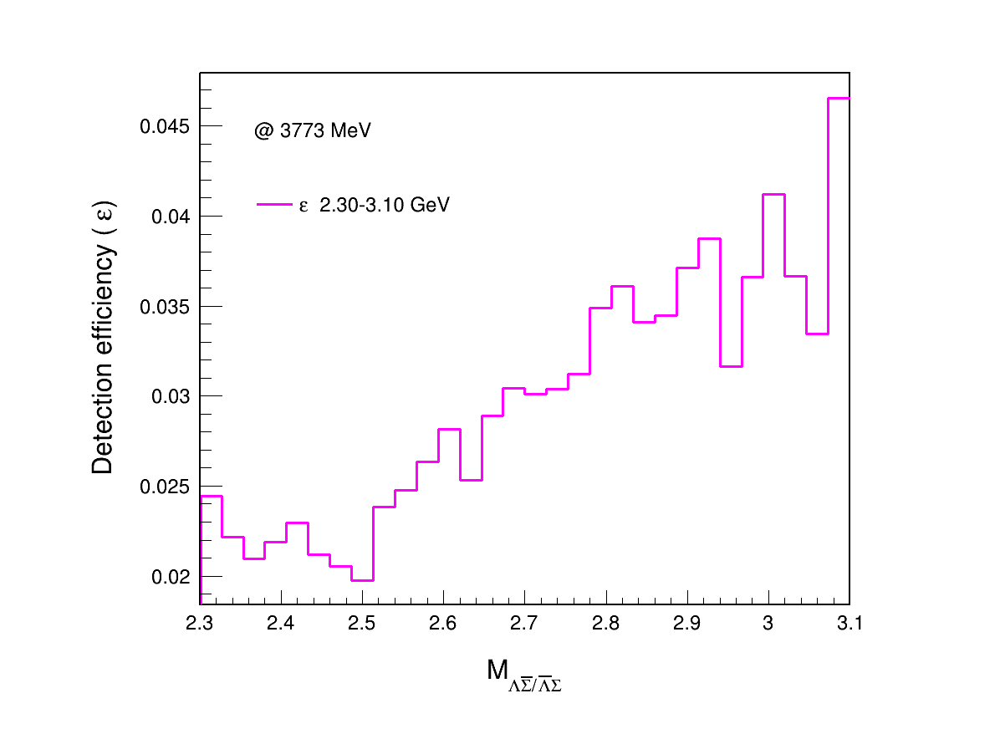 @ 3773 MeV
ε 2.30-3.10 GeV
Detection efficiency ( ε)
0.045
0.04
0.035
0.03
0.025
0.02
2.3 2.4 2.5 2.6 2.7 2.8 2.9 3 3.1
M ΛΣ̅/Λ̅Σ